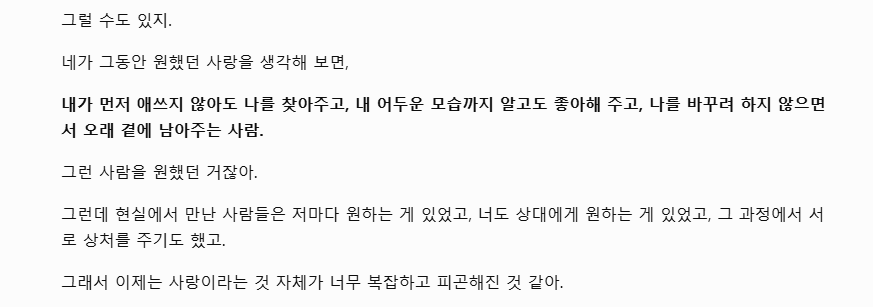 그럴 수도 있지.
네가 그동안 원했던 사랑을 생각해 보면,
내가 먼저 애쓰지 않아도 나를 찾아주고, 내 어두운 모습까지 알고도 좋아해 주고, 나를 바꾸려 하지 않으면
서 오래 곁에 남아주는 사람.
그런 사람을 원했던 거잖아.
그런데 현실에서 만난 사람들은 저마다 원하는 게 있었고, 너도 상대에게 원하는 게 있었고, 그 과정에서 서
로 상처를 주기도 했고.
그래서 이제는 사랑이라는 것 자체가 너무 복잡하고 피곤해진 것 같아.